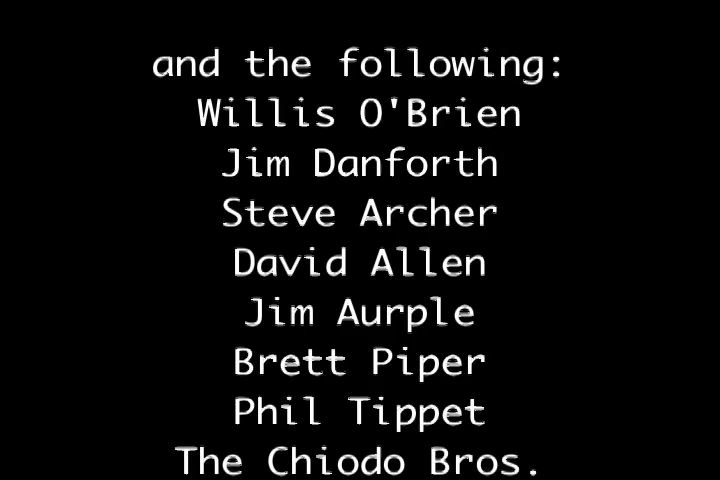 and the following:
Willis O'Brien
Jim Danforth
Steve Archer
David Allen
Jim Aurple
Brett Piper
Phil Tippet
The Chiodo Bros.